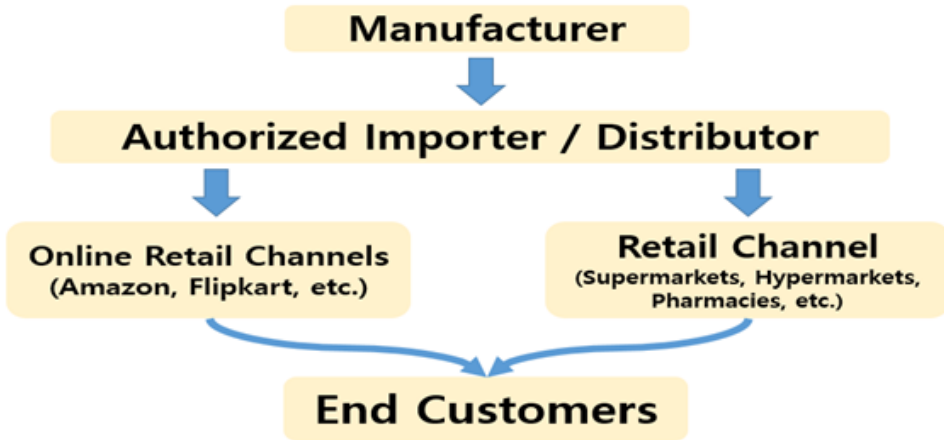 Manufacturer
Authorized Importer / Distributor
Online Retail Channels
(Amazon, Flipkart, etc.)
Retail Channel
(Supermarkets, Hypermarkets,
Pharmacies, etc.)
End Customers